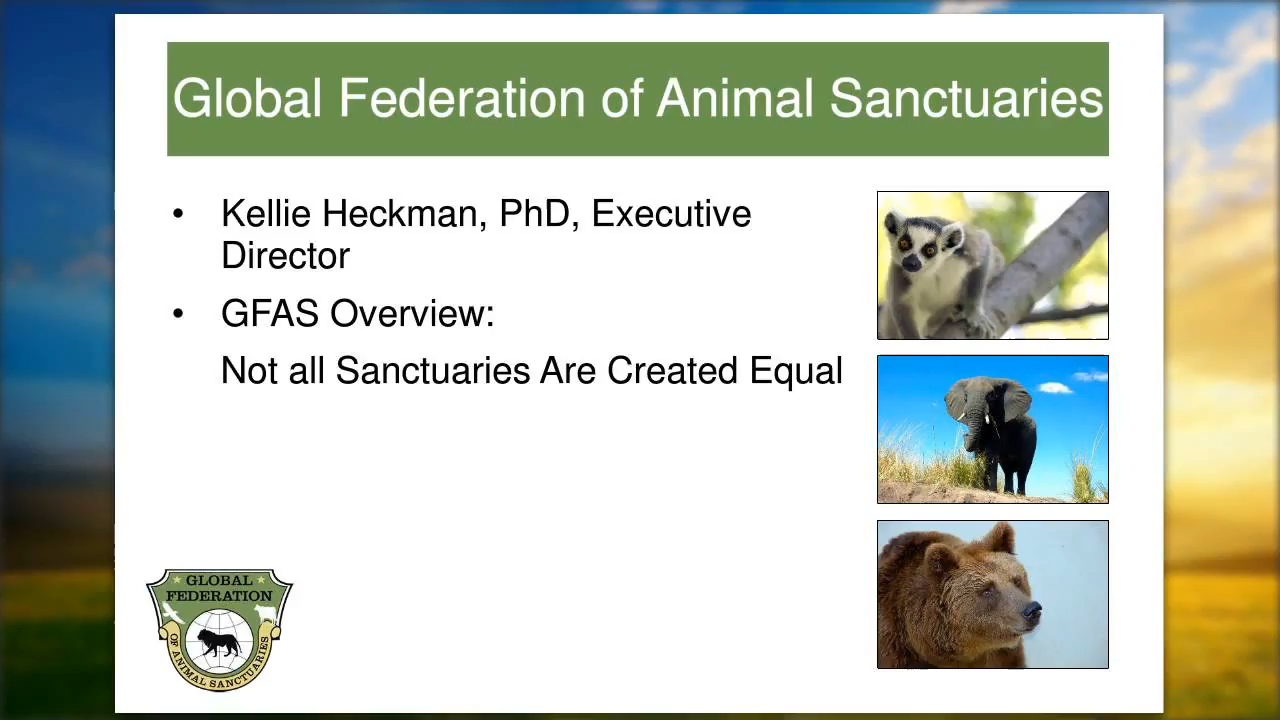 Global Federation of Animal Sanctuaries
• Kellie Heckman, PhD, Executive
Director
• GFAS Overview:
Not all Sanctuaries Are Created Equal
GLOBAL
FEDERATION
OF ANIMAL SANCTUARIES